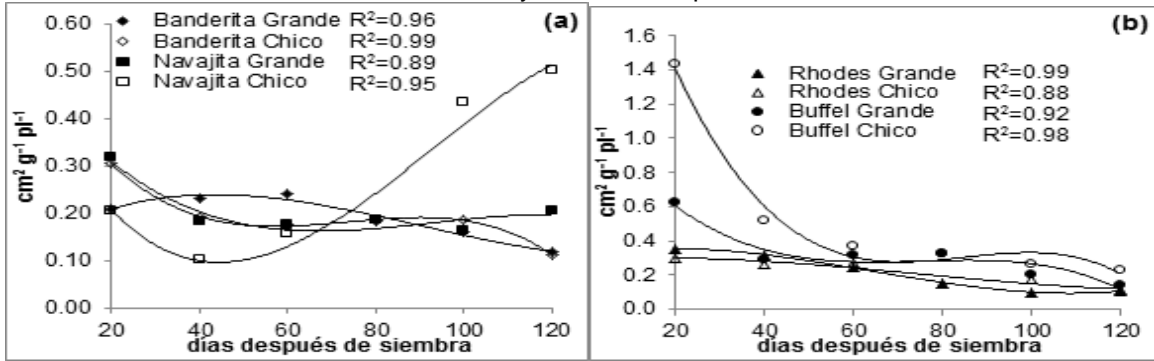 (a)
Banderita Grande R²=0.96
Banderita Chico R²=0.99
Navajita Grande R²=0.89
Navajita Chico R²=0.95
0.60
0.50
0.40
0.30
0.20
0.10
0.00
cm² g⁻¹ pl⁻¹
20 40 60 80 100 120
dias después de siembra
(b)
Rhodes Grande R²=0.99
Rhodes Chico R²=0.88
Buffel Grande R²=0.92
Buffel Chico R²=0.98
1.6
1.4
1.2
1.0
0.8
0.6
0.4
0.2
0.0
cm² g⁻¹ pl⁻¹
20 40 60 80 100 120
dias después de siembra